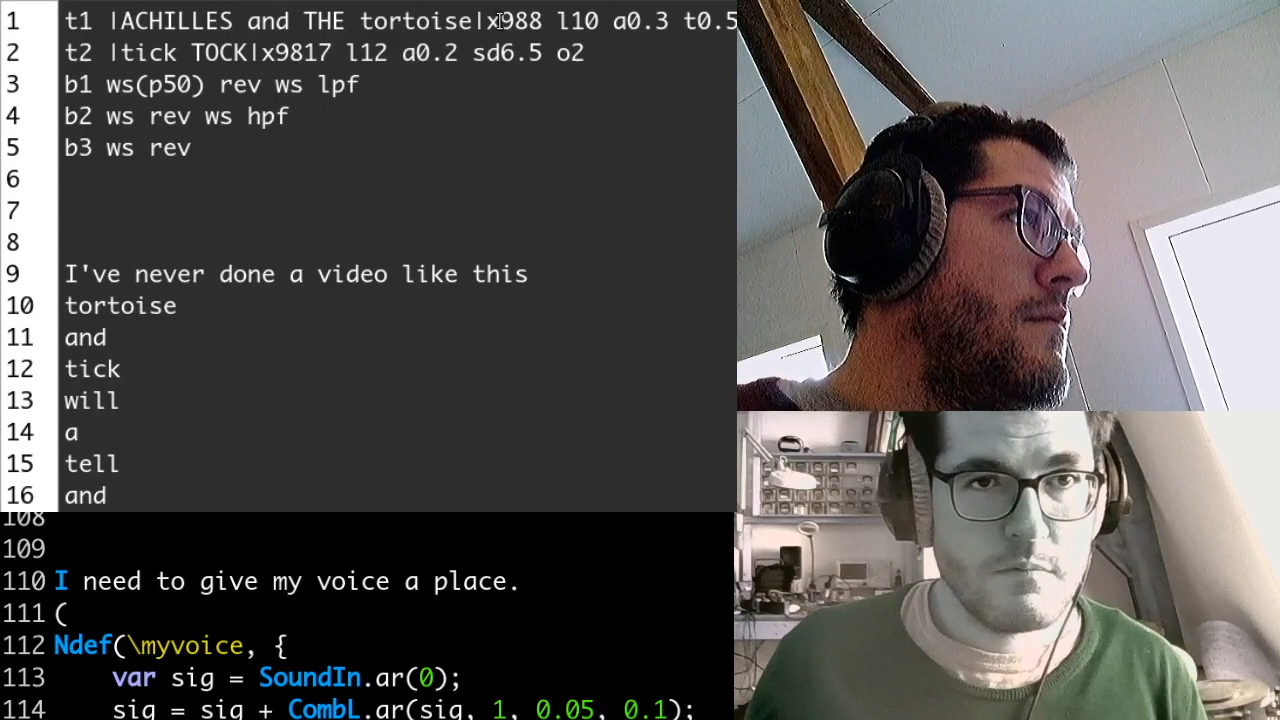 1 t1 |ACHILLES and THE tortoise|x988 l10 a0.3 t0.5
2 t2 |tick TOCK|x9817 l12 a0.2 sd6.5 o2
3 b1 ws(p50) rev ws lpf
4 b2 ws rev ws hpf
5 b3 ws rev
6
7
8
9 I've never done a video like this
10 tortoise
11 and
12 tick
13 will
14 a
15 tell
16 and
108
109
110 I need to give my voice a place.
111 (
112 Ndef(\myvoice, {
113 var sig = SoundIn.ar(0);
114 sig = sig + CombL.ar(sig, 1, 0.05, 0.1);